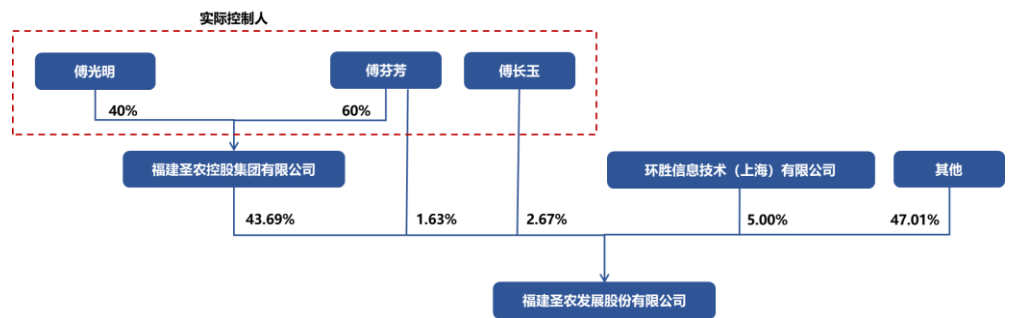 实际控制人
傅光明
傅芬芳
傅长玉
40%
60%
福建圣农控股集团有限公司
环胜信息技术（上海）有限公司
其他
43.69%
1.63%
2.67%
5.00%
47.01%
福建圣农发展股份有限公司